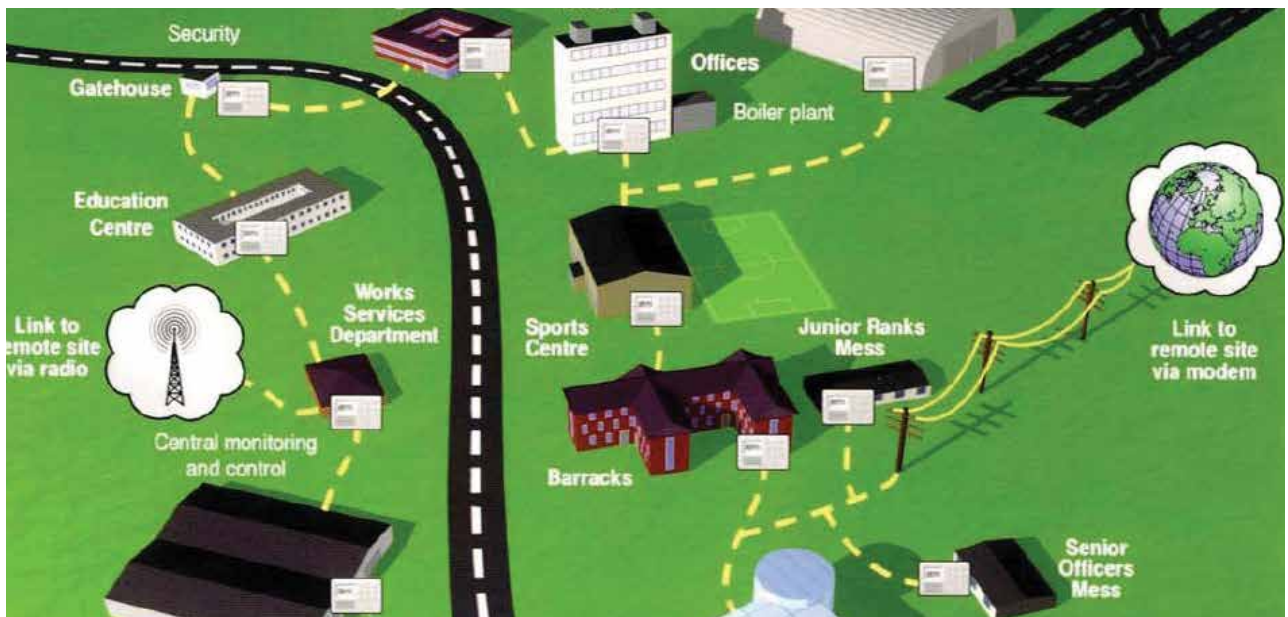 Security
Gatehouse
Offices
Boiler plant
Education
Centre
Works
Services
Department
Link to
emote site
via radio
Sports
Centre
Junior Ranks
Mess
Link to
remote site
via modem
Central monitoring
and control
Barracks
Senior
Officers
Mess